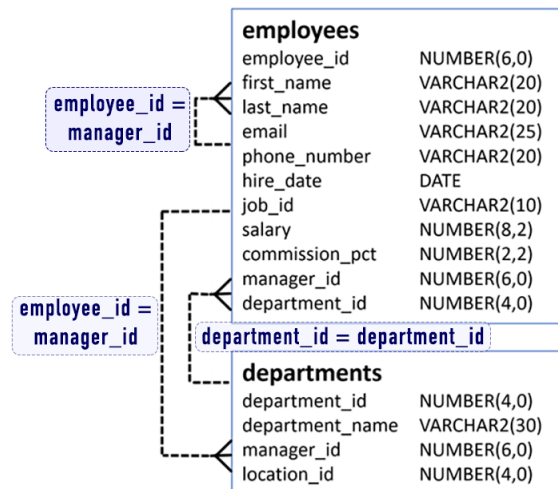 employees
employee_id NUMBER(6,0)
first_name VARCHAR2(20)
last_name VARCHAR2(20)
email VARCHAR2(25)
phone_number VARCHAR2(20)
hire_date DATE
job_id VARCHAR2(10)
salary NUMBER(8,2)
commission_pct NUMBER(2,2)
manager_id NUMBER(6,0)
department_id NUMBER(4,0)
employee_id =
manager_id
employee_id =
manager_id
department_id = department_id
departments
department_id NUMBER(4,0)
department_name VARCHAR2(30)
manager_id NUMBER(6,0)
location_id NUMBER(4,0)